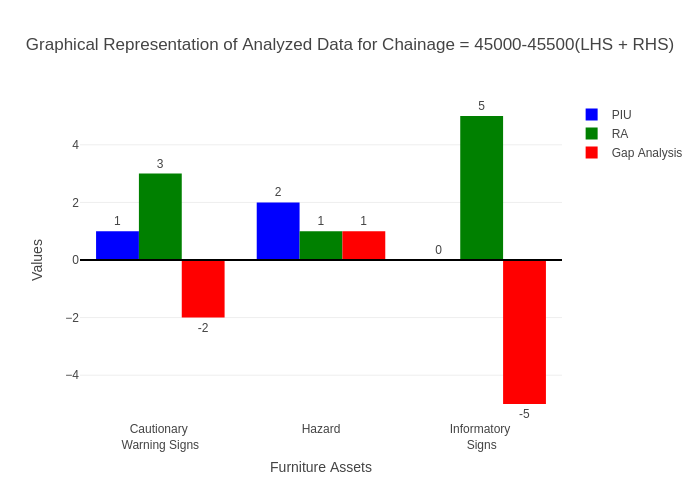 Graphical Representation of Analyzed Data for Chainage = 45000-45500(LHS + RHS)
5
PIU
RA
Gap Analysis
4
3
2
2
1
1
1
0
0
−2
-2
−4
-5
Values
Cautionary
Warning Signs
Hazard
Informatory
Signs
Furniture Assets